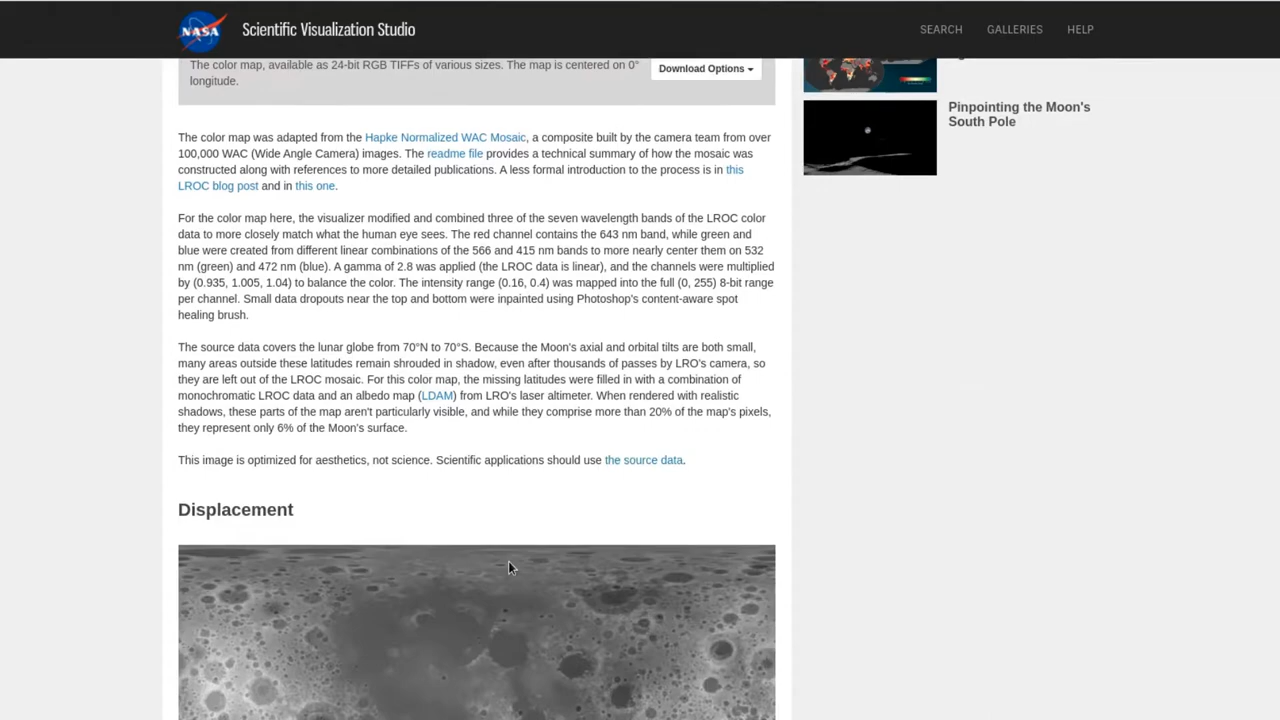 NASA
Scientific Visualization Studio
SEARCH
GALLERIES
HELP
The color map, available as 24-bit RGB TIFFs of various sizes. The map is centered on 0°
longitude.
Download Options
The color map was adapted from the Hapke Normalized WAC Mosaic, a composite built by the camera team from over
100,000 WAC (Wide Angle Camera) images. The readme file provides a technical summary of how the mosaic was
constructed along with references to more detailed publications. A less formal introduction to the process is in this
LROC blog post and in this one.
For the color map here, the visualizer modified and combined three of the seven wavelength bands of the LROC color
data to more closely match what the human eye sees. The red channel contains the 643 nm band, while green and
blue were created from different linear combinations of the 566 and 415 nm bands to more nearly center them on 532
nm (green) and 472 nm (blue). A gamma of 2.8 was applied (the LROC data is linear), and the channels were multiplied
by (0.935, 1.005, 1.04) to balance the color. The intensity range (0.16, 0.4) was mapped into the full (0, 255) 8-bit range
per channel. Small data dropouts near the top and bottom were inpainted using Photoshop's content-aware spot
healing brush.
The source data covers the lunar globe from 70°N to 70°S. Because the Moon's axial and orbital tilts are both small,
many areas outside these latitudes remain shrouded in shadow, even after thousands of passes by LRO's camera, so
they are left out of the LROC mosaic. For this color map, the missing latitudes were filled in with a combination of
monochromatic LROC data and an albedo map (LDAM) from LRO's laser altimeter. When rendered with realistic
shadows, these parts of the map aren't particularly visible, and while they comprise more than 20% of the map's pixels,
they represent only 6% of the Moon's surface.
This image is optimized for aesthetics, not science. Scientific applications should use the source data.
Displacement
Pinpointing the Moon's
South Pole